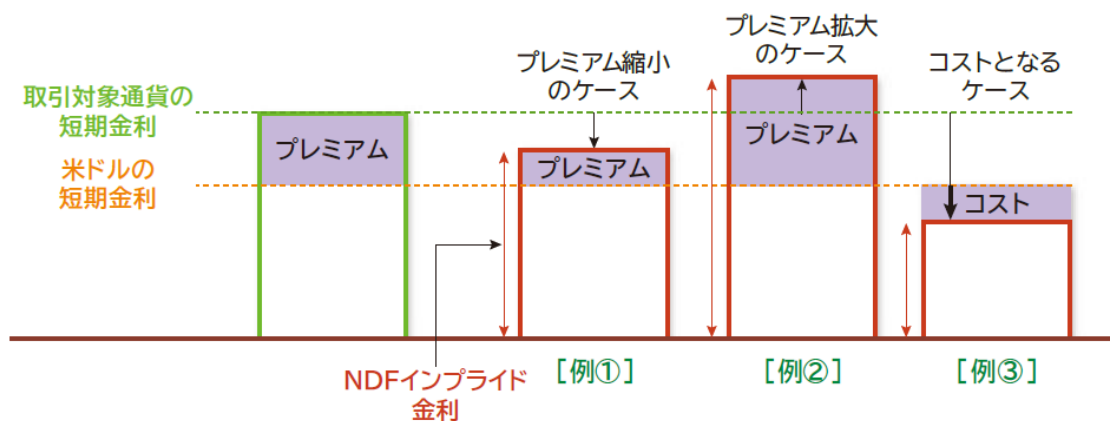 取引対象通貨の
短期金利
米ドルの
短期金利
プレミアム
プレミアム縮小
のケース
プレミアム
プレミアム拡大
のケース
プレミアム
コストとなる
ケース
コスト
NDFインプライド
金利
［例①］
［例②］
［例③］